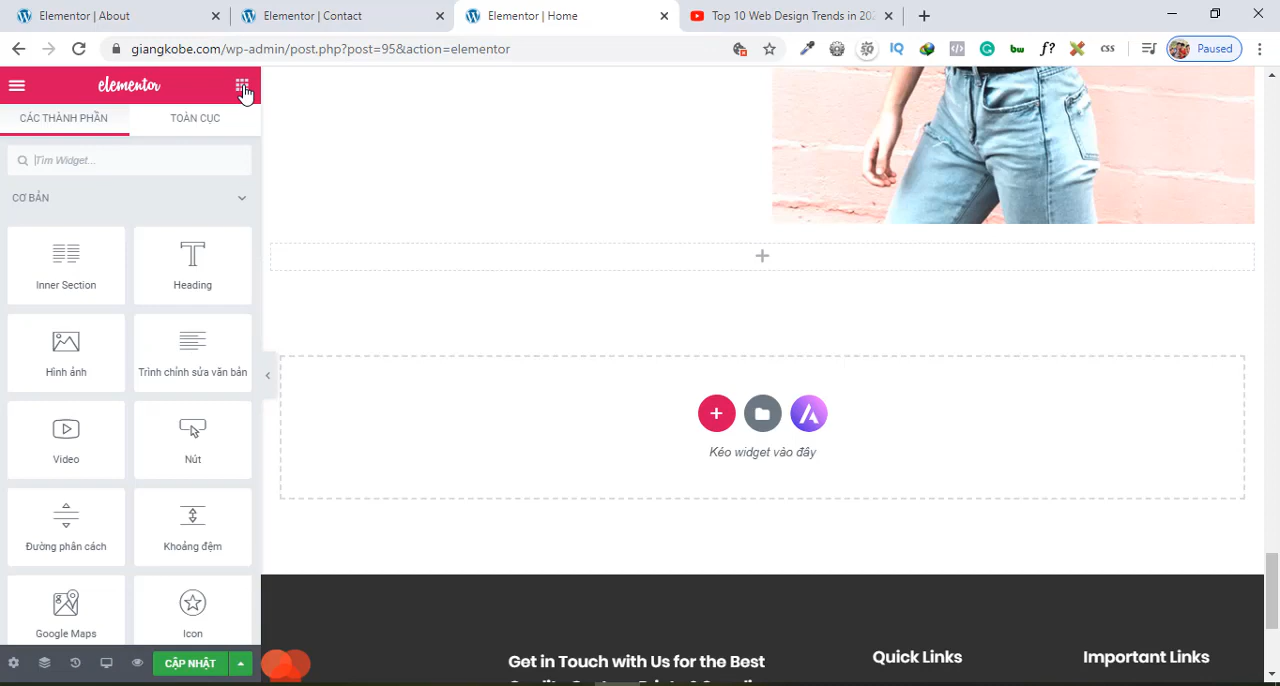 Elementor | About
Elementor | Contact
Elementor | Home
Top 10 Web Design Trends in 202
giangkobe.com/wp-admin/post.php?post=95&action=elementor
IQ
bw
f?
css
Paused
elementor
CÁC THÀNH PHẦN
TOÀN CỤC
Tìm Widget...
CƠ BẢN
Inner Section
Heading
Hình ảnh
Trình chỉnh sửa văn bản
Video
Nút
Đường phân cách
Khoảng đệm
Google Maps
Icon
CẬP NHẬT
Kéo widget vào đây
Get in Touch with Us for the Best
Quick Links
Important Links